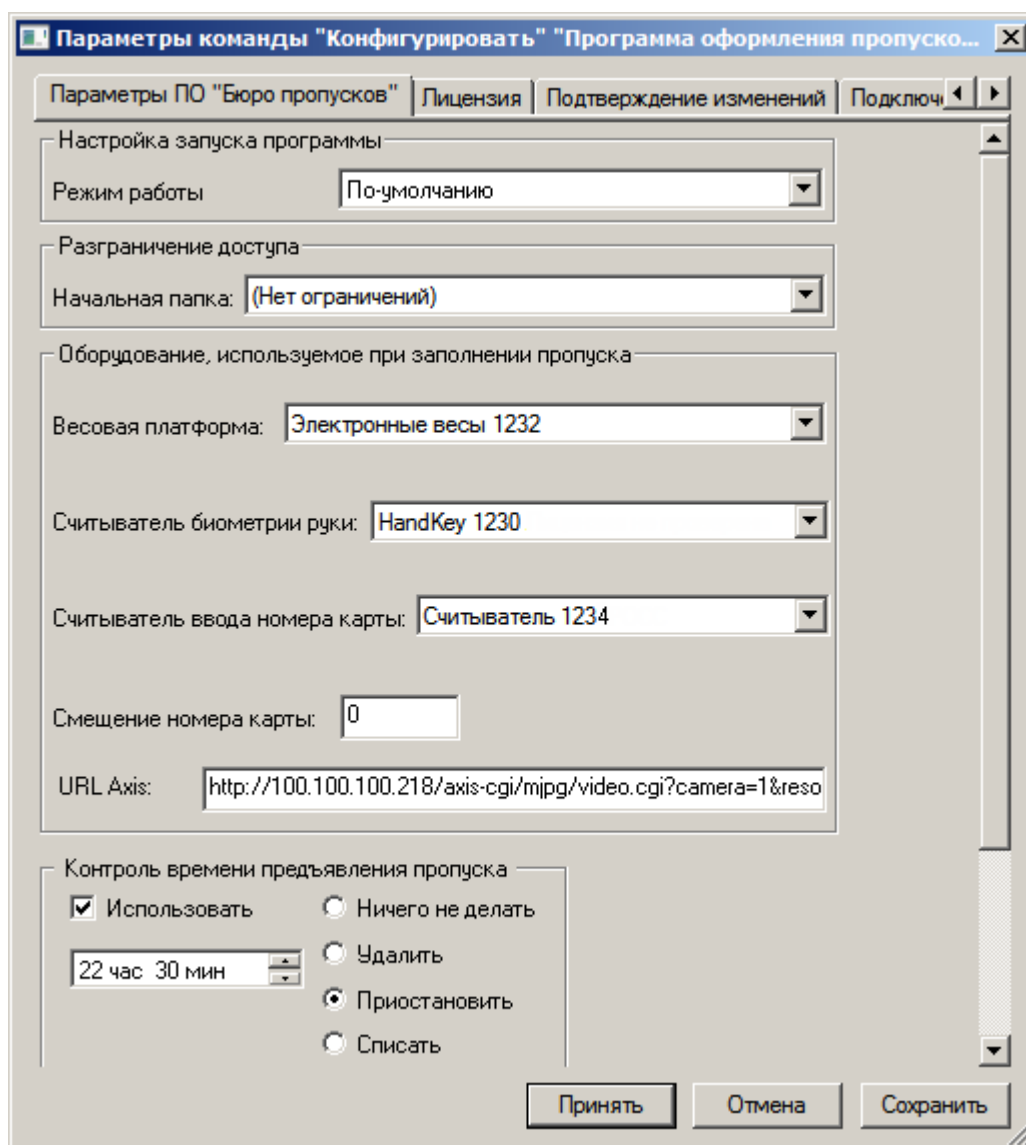 Параметры команды "Конфигурировать" "Программа оформления пропуско...
Параметры ПО "Бюро пропусков" Лицензия Подтверждение изменений Подключ
Настройка запуска программы
Режим работы По-умолчанию
Разграничение доступа
Начальная папка: (Нет ограничений)
Оборудование, используемое при заполнении пропуска
Весовая платформа: Электронные весы 1232
Считыватель биометрии руки: HandKey 1230
Считыватель ввода номера карты: Считыватель 1234
Смещение номера карты: 0
URL Axis: http://100.100.100.218/axis-cgi/mjpg/video.cgi?camera=1&reso
Контроль времени предъявления пропуска
Использовать Ничего не делать
Удалить
22 час 30 мин
Приостановить
Списать
Принять Отмена Сохранить